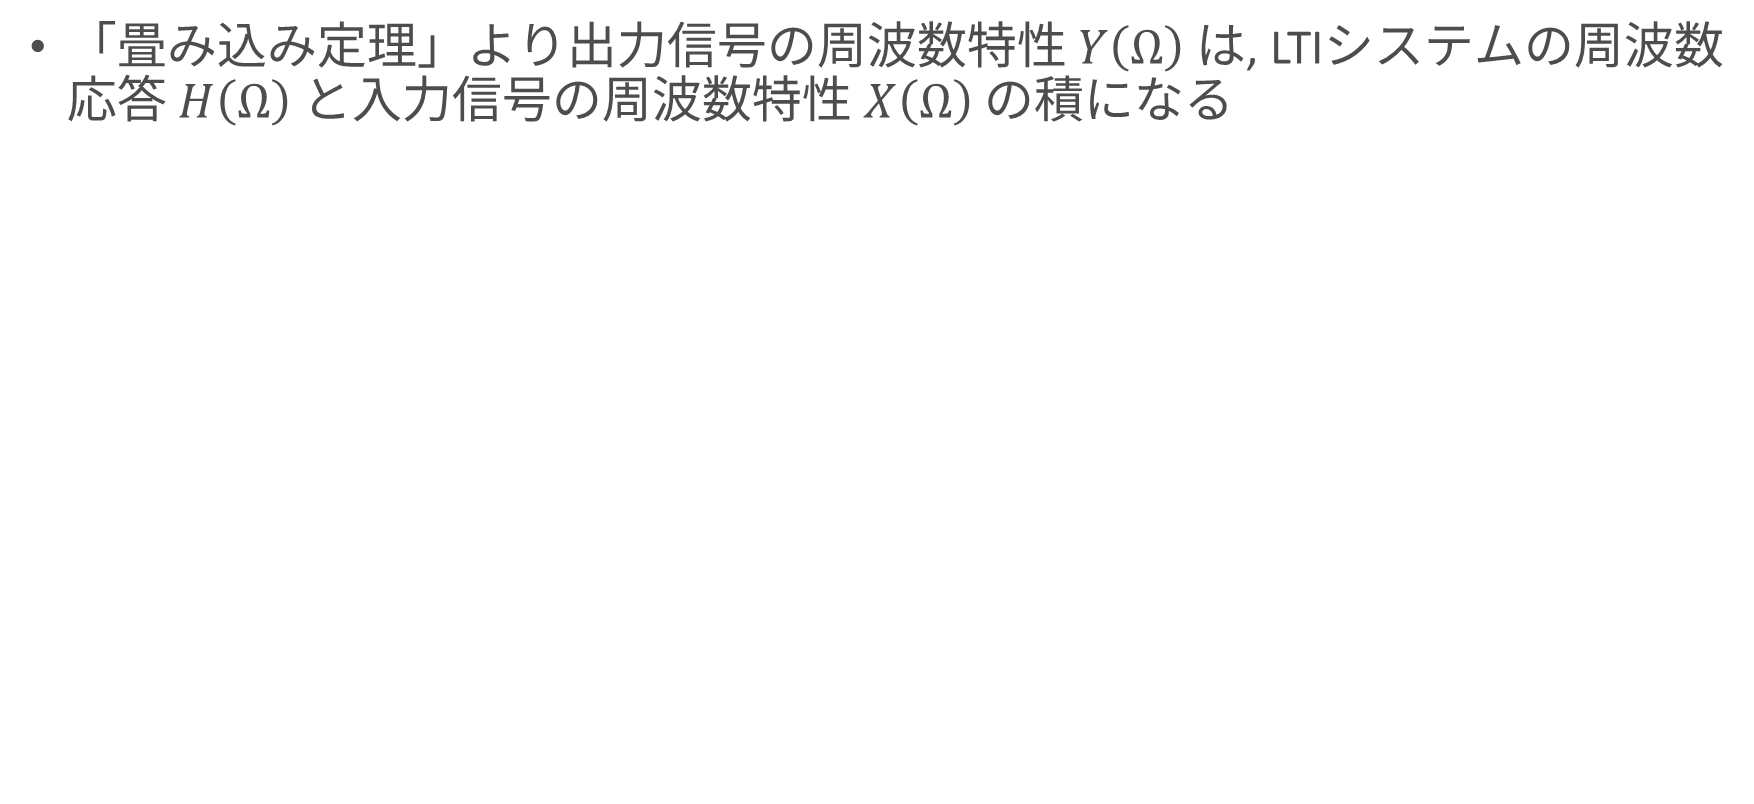 • 「畳み込み定理」より出力信号の周波数特性 Y(Ω) は, LTIシステムの周波数
応答 H(Ω) と入力信号の周波数特性 X(Ω) の積になる